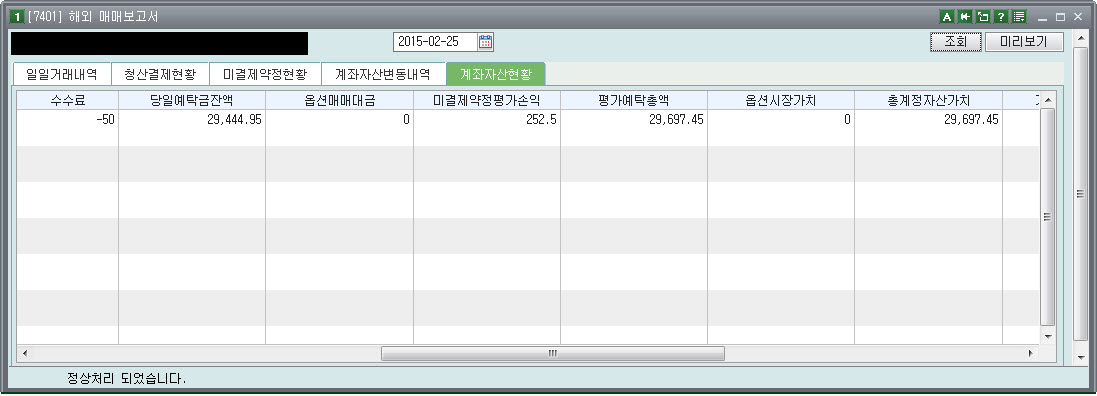 1 [7401] 해외 매매보고서 A ?
2015-02-25 조회 미리보기
일일거래내역 청산결제현황 미결제약정현황 계좌자산변동내역 계좌자산현황
수수료 당일예탁금잔액 옵션매매대금 미결제약정평가손익 평가예탁총액 옵션시장가치 총계정자산가치
-50 29,444.95 0 252.5 29,697.45 0 29,697.45
정상처리 되었습니다.